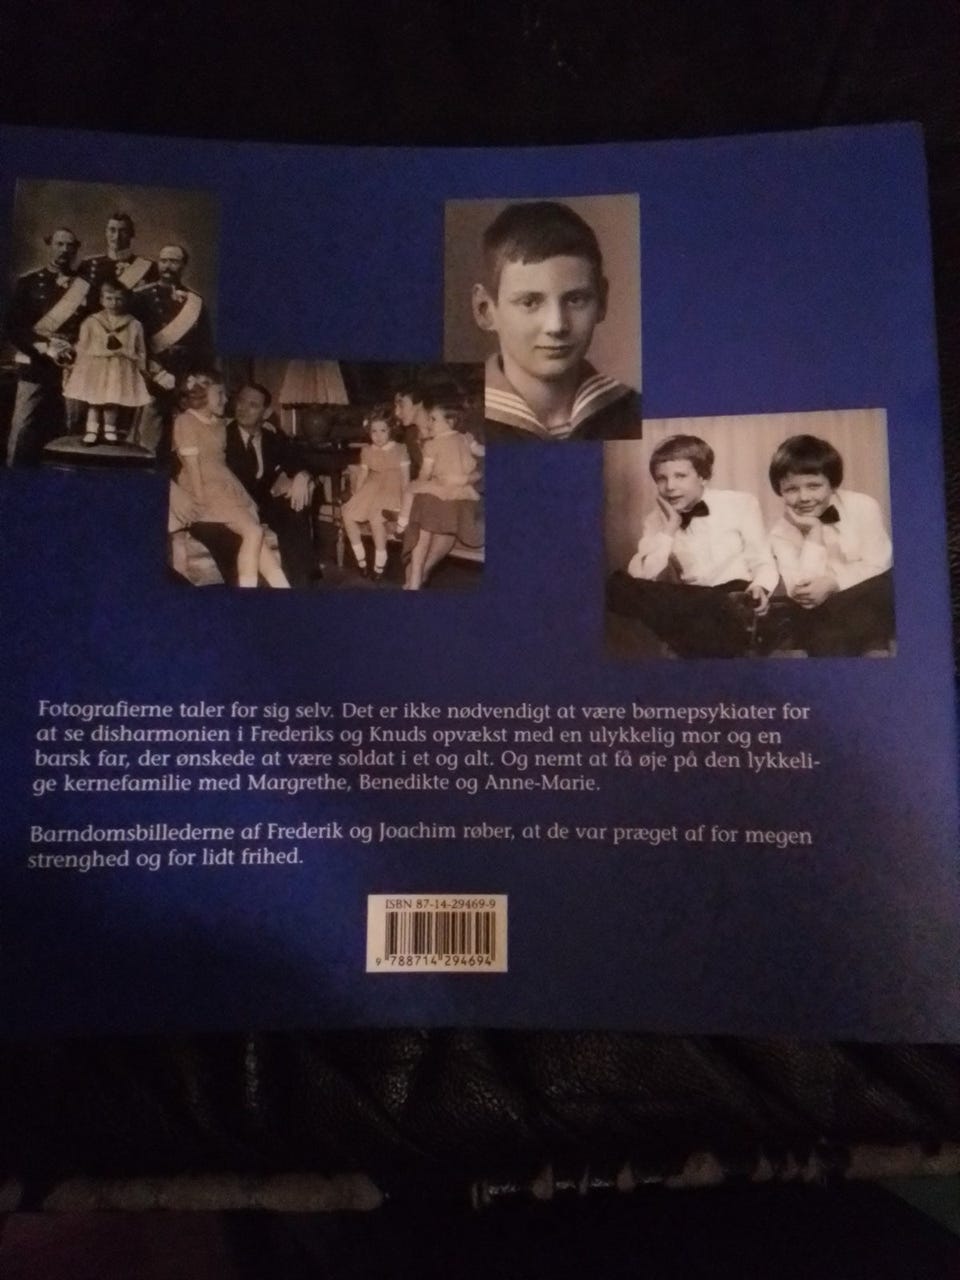 Fotografierne taler for sig selv. Det er ikke nødvendigt at være børnepsykiater for
at se disharmonien i Frederiks og Knuds opvækst med en ulykkelig mor og en
barsk far, der ønskede at være soldat i et og alt. Og nemt at få øje på den lykkeli-
ge kernefamilie med Margrethe, Benedikte og Anne-Marie.
Barndomsbillederne af Frederik og Joachim røber, at de var præget af for megen
strenghed og for lidt frihed.
ISBN 87-14-29469-9
9 788714 294694